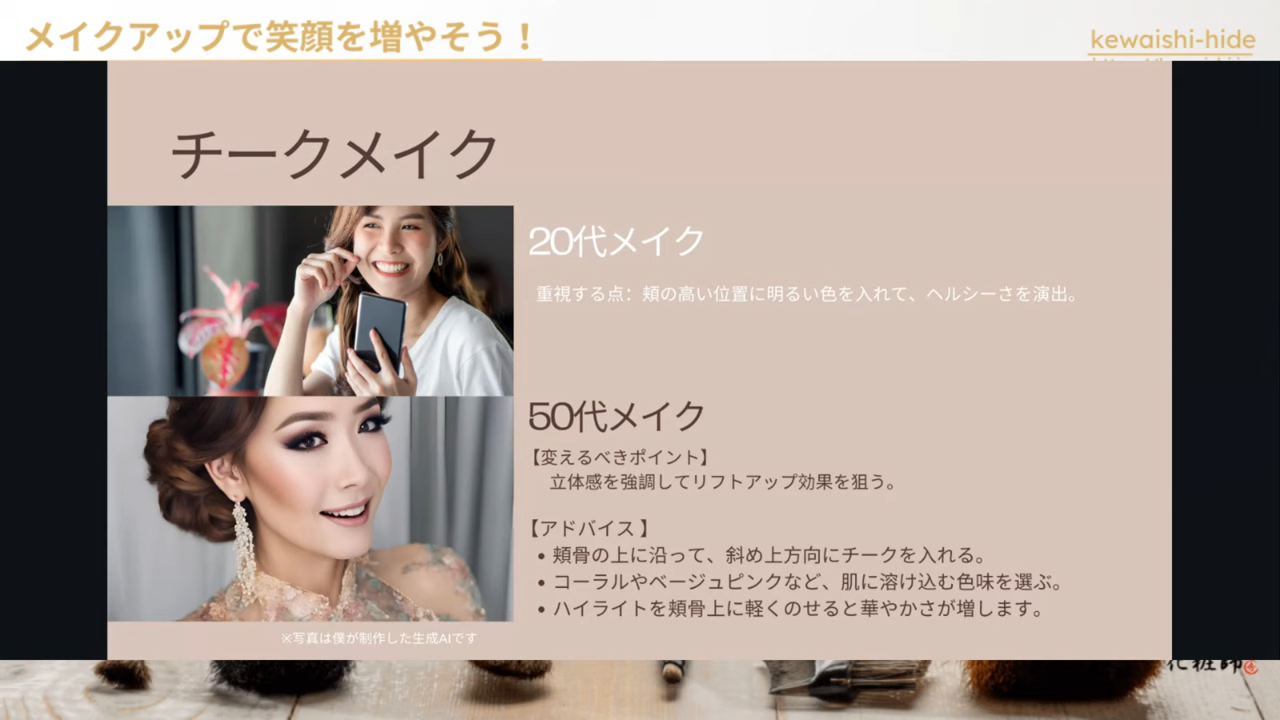 メイクアップで笑顔を増やそう！
kewaishi-hide
チークメイク
20代メイク
重視する点：頬の高い位置に明るい色を入れて、ヘルシーさを演出。
50代メイク
【変えるべきポイント】
立体感を強調してリフトアップ効果を狙う。
【アドバイス 】
• 頬骨の上に沿って、斜め上方向にチークを入れる。
• コーラルやベージュピンクなど、肌に溶け込む色味を選ぶ。
• ハイライトを頬骨上に軽くのせると華やかさが増します。
※写真は僕が制作した生成AIです
化粧師